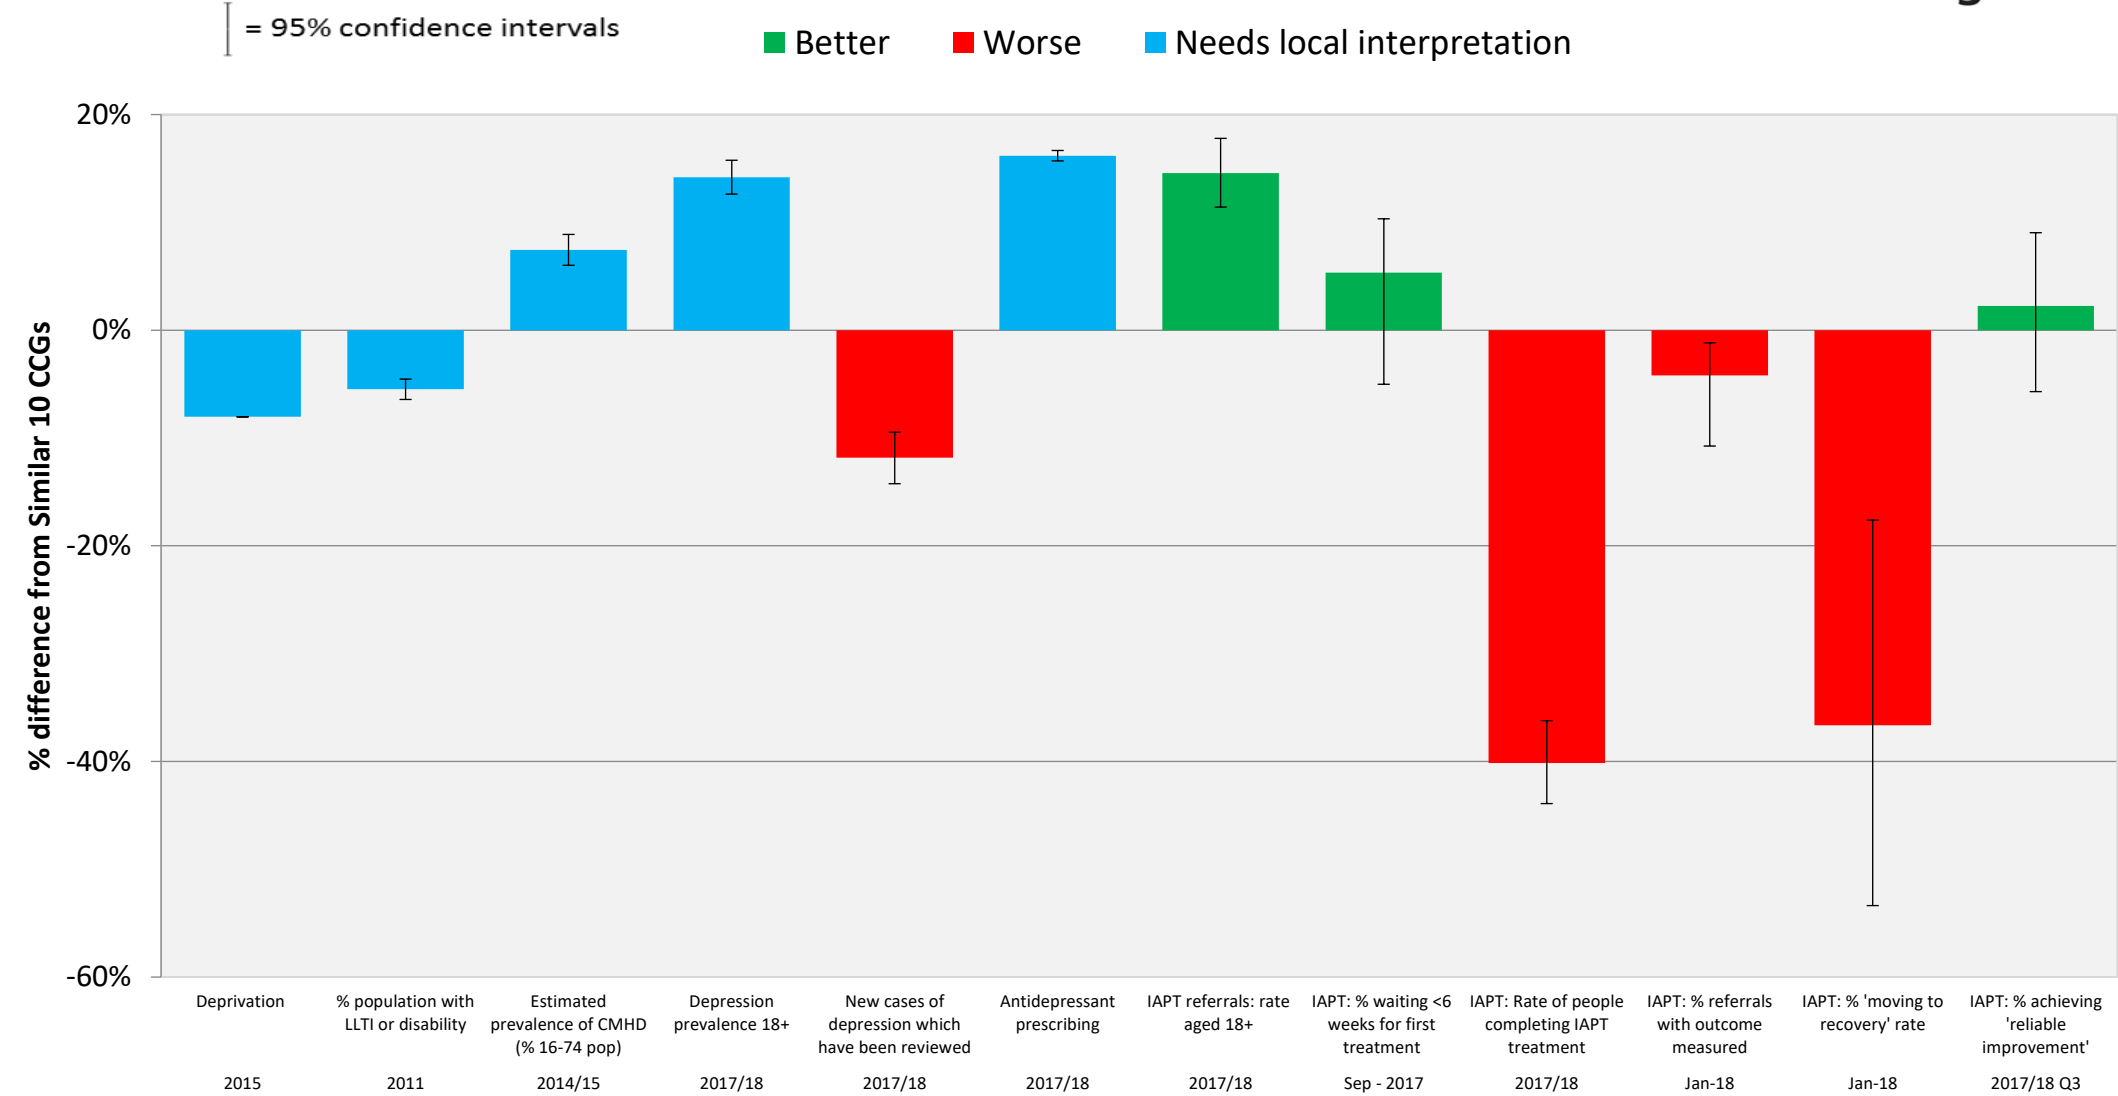 = 95% confidence intervals
Better
Worse
Needs local interpretation
% difference from Similar 10 CCGs
20%
0%
-20%
-40%
-60%
Deprivation
2015
% population with
LLTI or disability
2011
Estimated
prevalence of CMHD
(% 16-74 pop)
2014/15
Depression
prevalence 18+
2017/18
New cases of
depression which
have been reviewed
2017/18
Antidepressant
prescribing
2017/18
IAPT referrals: rate
aged 18+
2017/18
IAPT: % waiting <6
weeks for first
treatment
Sep - 2017
IAPT: Rate of people
completing IAPT
treatment
2017/18
IAPT: % referrals
with outcome
measured
Jan-18
IAPT: % 'moving to
recovery' rate
Jan-18
IAPT: % achieving
'reliable
improvement'
2017/18 Q3